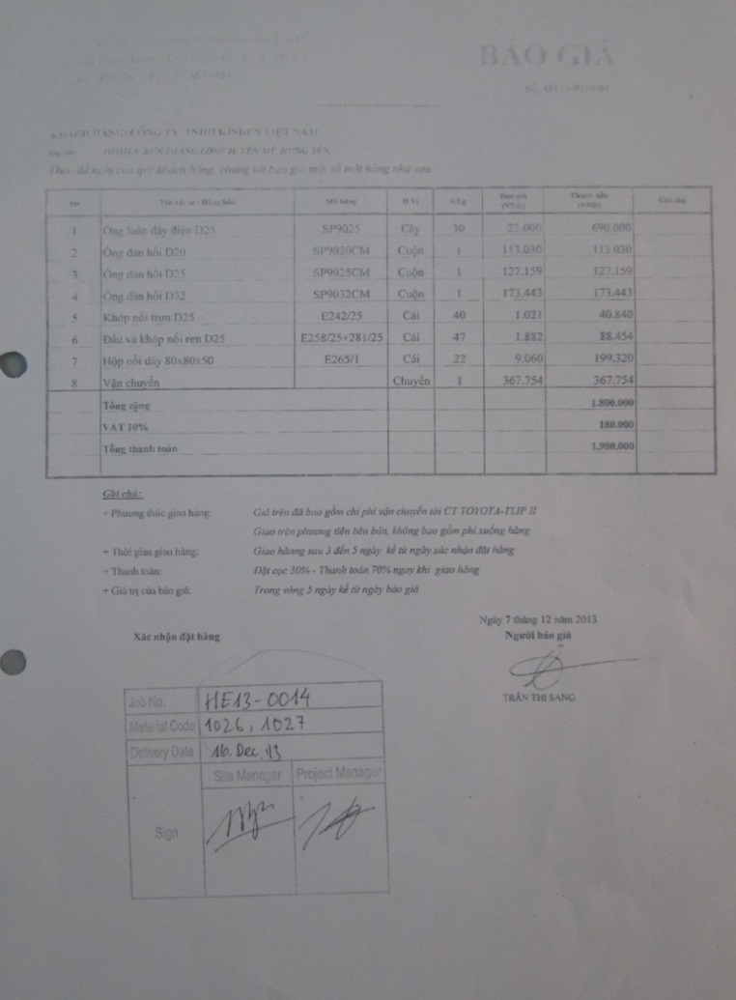 BÁO GIÁ
KHÁCH HÀNG: CÔNG TY TNHH KINDEN VIỆT NAM
TOYOTA-KCN THĂNG LONG II, YÊN MỸ, HƯNG YÊN.
Theo đề nghị của quý khách hàng, chúng tôi báo giá một số mặt hàng như sau:
STT Tên vật tư - Hàng hóa Mã hàng Đ.Vị S.Lg Đơn giá (VNĐ) Thành tiền (VNĐ) Ghi chú
1 Ống luồn dây điện D25 SP9025 Cây 30 23.000 690.000
2 Ống đàn hồi D20 SP9020CM Cuộn 1 113.030 113.030
3 Ống đàn hồi D25 SP9025CM Cuộn 1 127.159 127.159
4 Ống đàn hồi D32 SP9032CM Cuộn 1 173.443 173.443
5 Khớp nối trơn D25 E242/25 Cái 40 1.021 40.840
6 Đầu và khớp nối ren D25 E258/25+281/25 Cái 47 1.882 88.454
7 Hộp nối dây 80x80x50 E265/1 Cái 22 9.060 199.320
8 Vận chuyển Chuyến 1 367.754 367.754
Tổng cộng 1.800.000
VAT 10% 180.000
Tổng thanh toán 1.980.000
Ghi chú:
+ Phương thức giao hàng: Giá trên đã bao gồm chi phí vận chuyển tới CT TOYOTA-TLIP II
Giao trên phương tiện bên bán, không bao gồm phí xuống hàng
+ Thời gian giao hàng: Giao hànng sau 3 đến 5 ngày kể từ ngày xác nhận đặt hàng
+ Thanh toán: Đặt cọc 30% - Thanh toán 70% ngay khi giao hàng
+ Giá trị của báo giá: Trong vòng 5 ngày kể từ ngày báo giá
Ngày 7 tháng 12 năm 2013
Xác nhận đặt hàng Người báo giá
TRẦN THỊ SANG
Job No. HE13-0014
Material Code 1026, 1027
Delivery Date 16. Dec. 13
Site Manager Project Manager
Sign